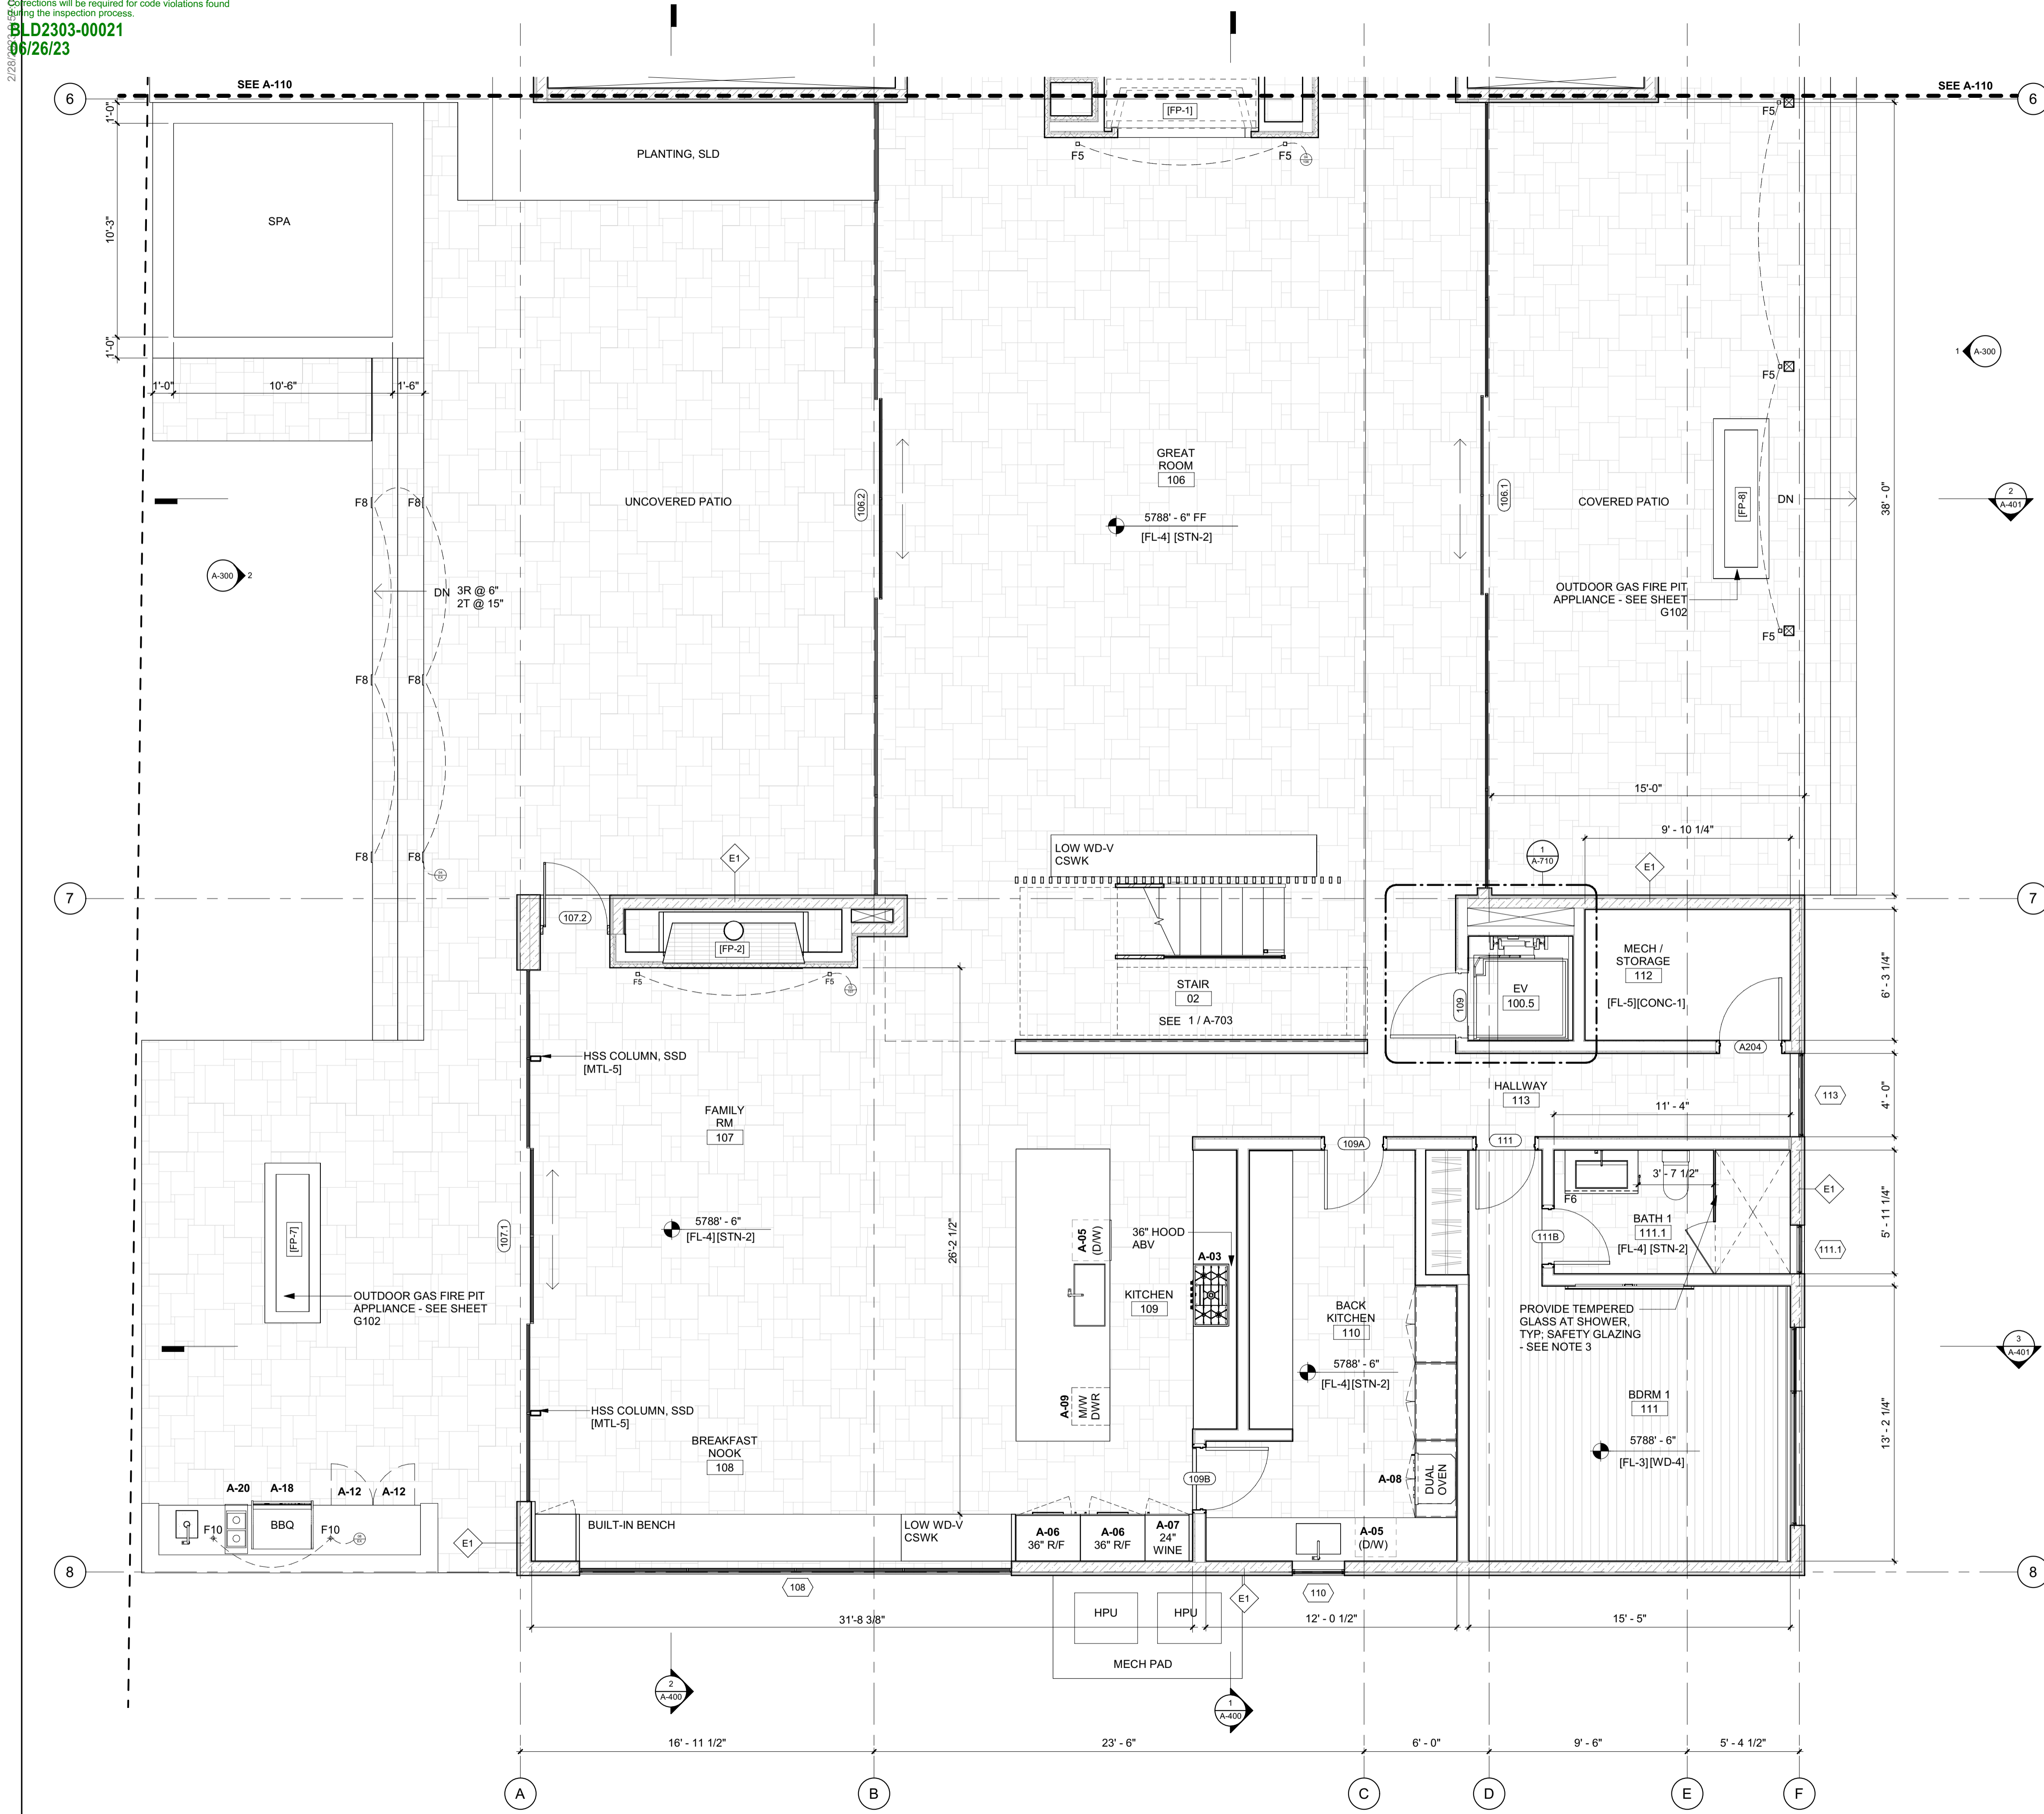 Corrections will be required for code violations found
during the inspection process.
BLD2303-00021
06/26/23
SEE A-110
SEE A-110
6
6
1'-0"
10'-3"
1'-0"
SPA
1'-0"
10'-6"
1'-6"
PLANTING, SLD
[FP-1]
F5
F5
F5
F5
F5
1
A-300
GREAT
ROOM
106
5788' - 6" FF
[FL-4] [STN-2]
UNCOVERED PATIO
106.2
106.1
COVERED PATIO
[FP-8]
DN
38' - 0"
2
A-401
OUTDOOR GAS FIRE PIT
APPLIANCE - SEE SHEET
G102
F8
F8
A-300
2
DN
3R @ 6"
2T @ 15"
F8
F8
F8
F8
15'-0"
9' - 10 1/4"
LOW WD-V
CSWK
E1
1
A-710
E1
7
7
107.2
[FP-2]
F5
F5
STAIR
02
SEE 1 / A-703
109
EV
100.5
MECH /
STORAGE
112
[FL-5][CONC-1]
A204
6' - 3 1/4"
HSS COLUMN, SSD
[MTL-5]
FAMILY
RM
107
HALLWAY
113
11' - 4"
113
4' - 0"
109A
111
3' - 7 1/2"
F6
BATH 1
111.1
[FL-4] [STN-2]
111B
E1
111.1
5' - 11 1/4"
[FP-7]
107.1
5788' - 6"
[FL-4][STN-2]
26'-2 1/2"
A-05
(D/W)
36" HOOD
ABV
A-03
KITCHEN
109
OUTDOOR GAS FIRE PIT
APPLIANCE - SEE SHEET
G102
BACK
KITCHEN
110
5788' - 6"
[FL-4][STN-2]
PROVIDE TEMPERED
GLASS AT SHOWER,
TYP; SAFETY GLAZING
- SEE NOTE 3
3
A-401
A-09
M/W
DWR
HSS COLUMN, SSD
[MTL-5]
BREAKFAST
NOOK
108
BDRM 1
111
5788' - 6"
[FL-3][WD-4]
13' - 2 1/4"
109B
A-08
DUAL
OVEN
A-20
A-18
A-12
A-12
F10
BBQ
F10
E1
BUILT-IN BENCH
LOW WD-V
CSWK
A-06
36" R/F
A-06
36" R/F
A-07
24"
WINE
A-05
(D/W)
8
8
108
110
E1
HPU
HPU
MECH PAD
31'-8 3/8"
12' - 0 1/2"
15' - 5"
2
A-400
1
A-400
16' - 11 1/2"
23' - 6"
6' - 0"
9' - 6"
5' - 4 1/2"
A
B
C
D
E
F